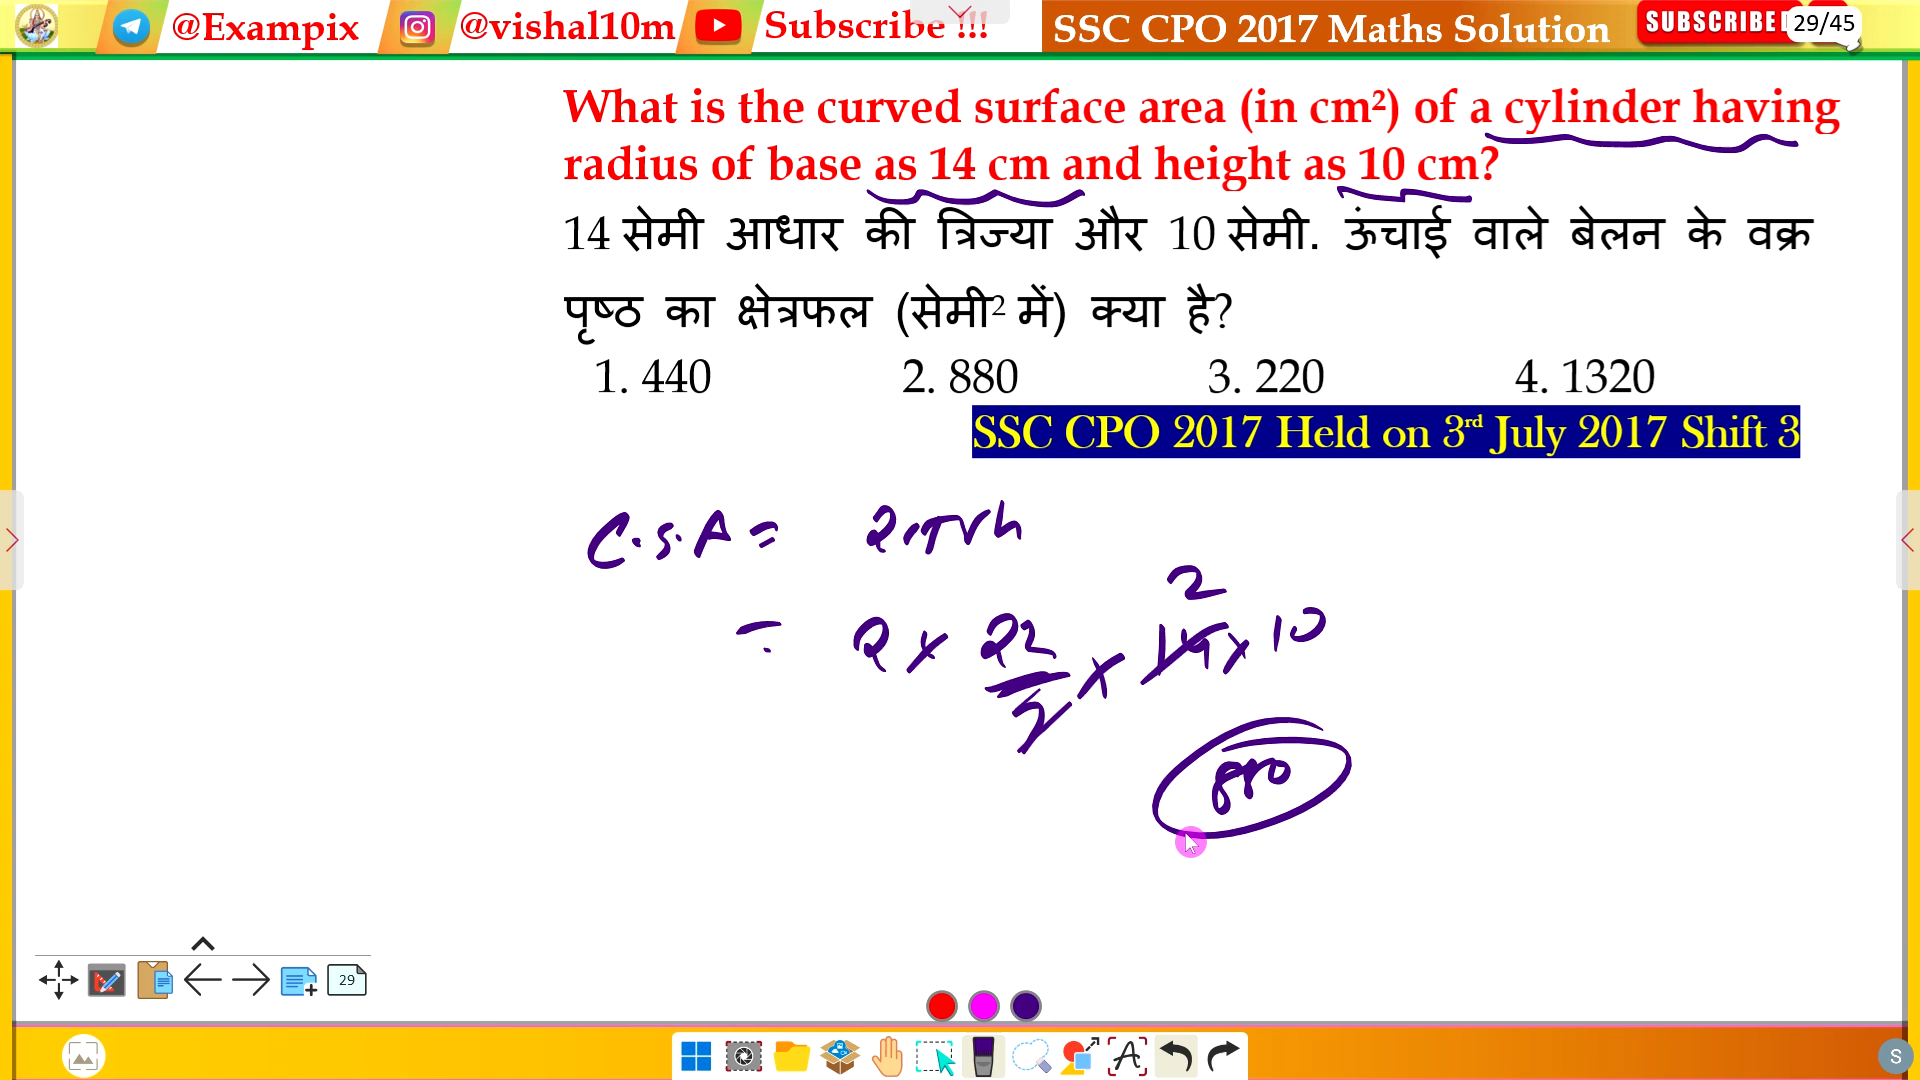 @Exampix @vishal10m Subscribe !!! SSC CPO 2017 Maths Solution SUBSCRIBE 29/45
What is the curved surface area (in cm²) of a cylinder having
radius of base as 14 cm and height as 10 cm?
14 सेमी आधार की त्रिज्या और 10 सेमी. ऊंचाई वाले बेलन के वक्र
पृष्ठ का क्षेत्रफल (सेमी² में) क्या है?
1. 440 2. 880 3. 220 4. 1320
SSC CPO 2017 Held on 3rd July 2017 Shift 3
C.S.A = 2πrh
2
= 2 × 22/7 × 14 × 10
880
29
S